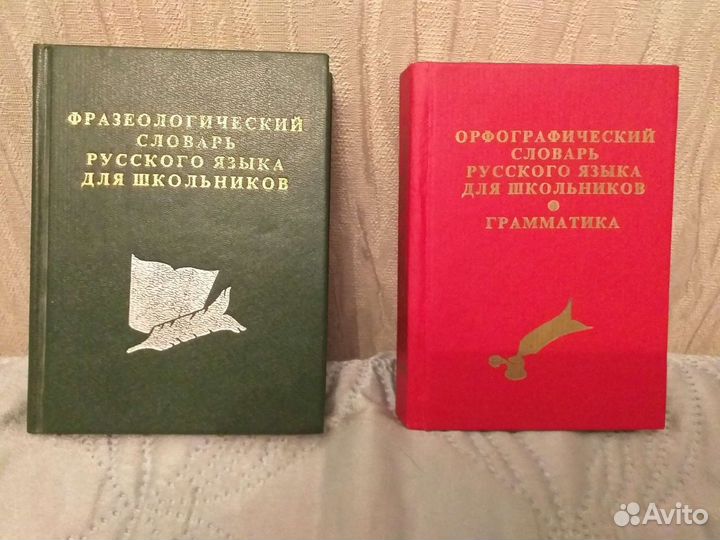 ФРАЗЕОЛОГИЧЕСКИЙ
СЛОВАРЬ
РУССКОГО ЯЗЫКА
ДЛЯ ШКОЛЬНИКОВ
ОРФОГРАФИЧЕСКИЙ
СЛОВАРЬ
РУССКОГО ЯЗЫКА
ДЛЯ ШКОЛЬНИКОВ
ГРАММАТИКА
Avito